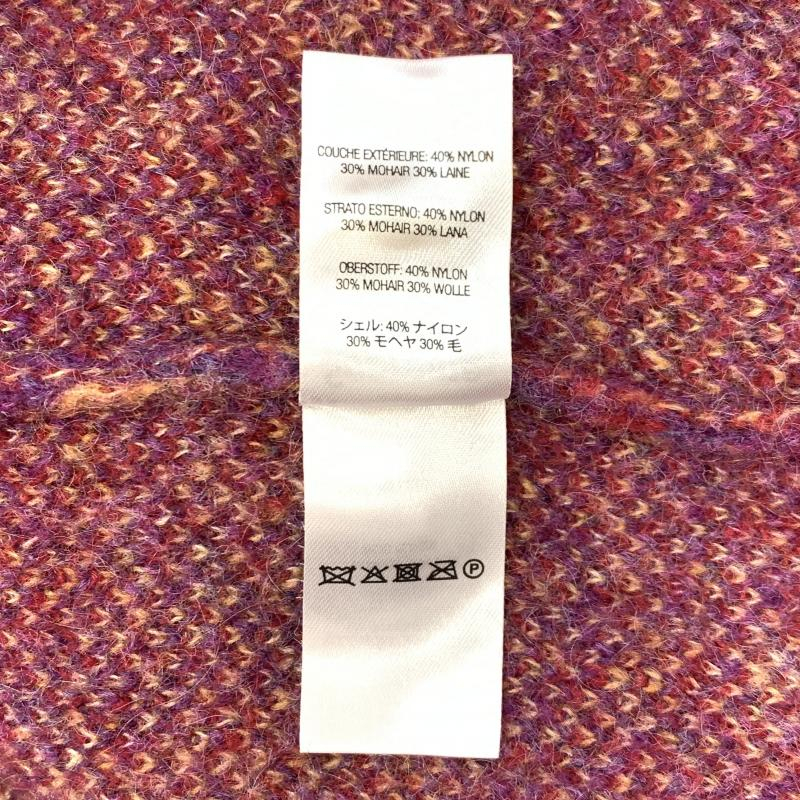 COUCHE EXTÉRIEURE: 40% NYLON
30% MOHAIR 30% LAINE
STRATO ESTERNO: 40% NYLON
30% MOHAIR 30% LANA
OBERSTOFF: 40% NYLON
30% MOHAIR 30% WOLLE
シェル: 40% ナイロン
30% モヘヤ 30% 毛
P